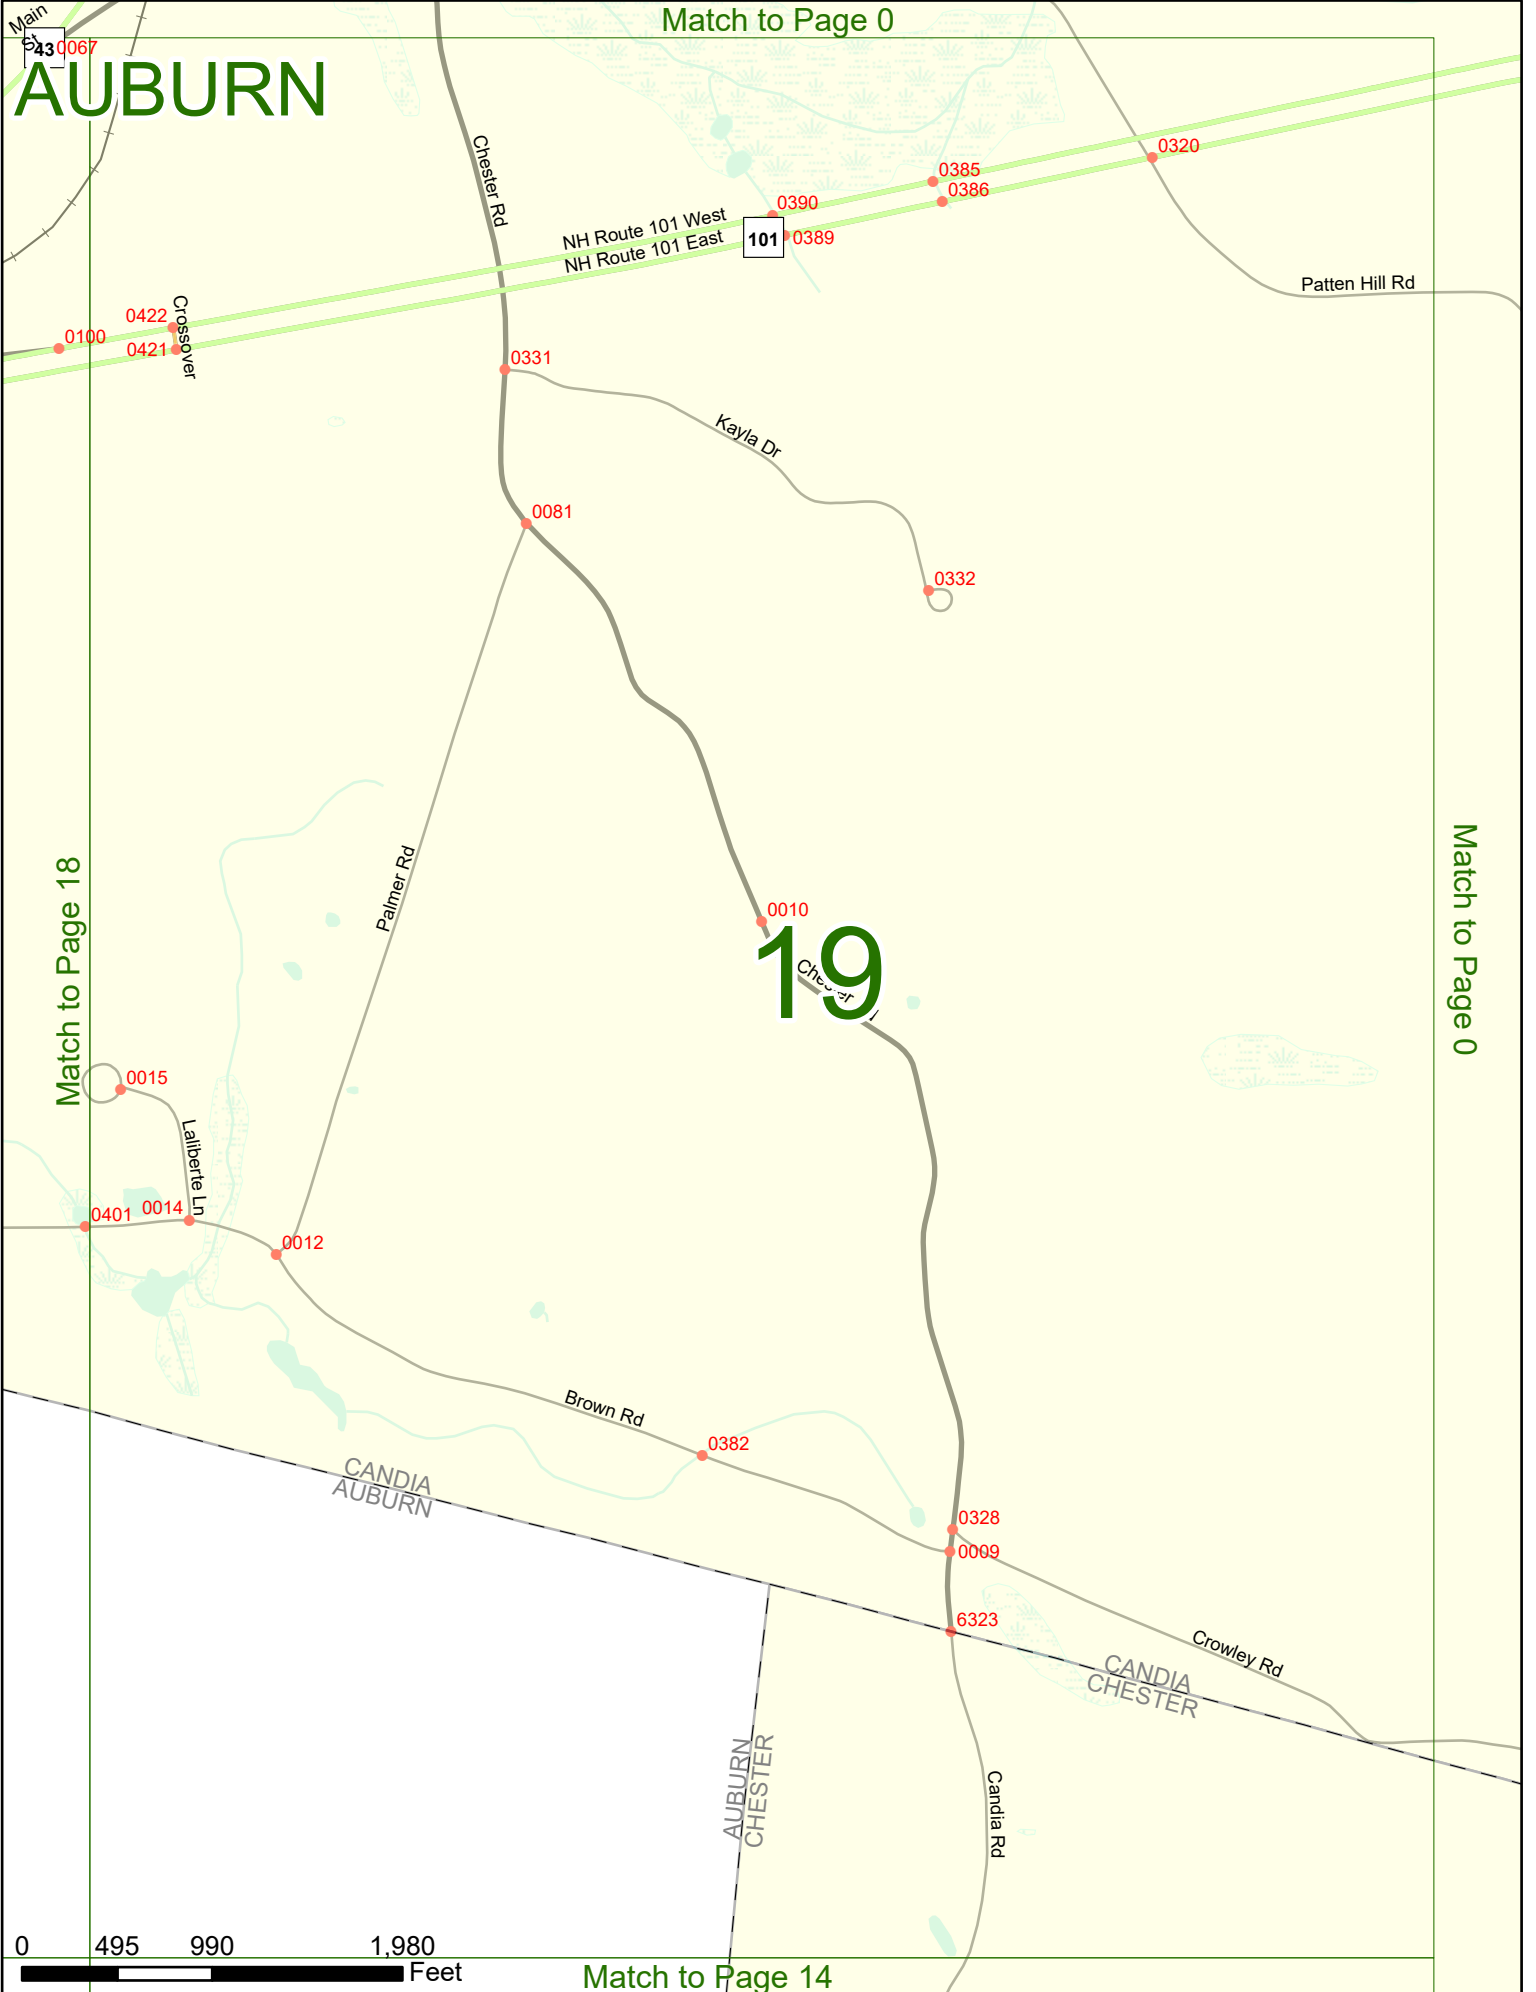 Match to Page 0
Main
St
43
0067
AUBURN
Chester Rd
0320
0385
0386
0390
NH Route 101 West
101
0389
NH Route 101 East
Patten Hill Rd
0422
Crossover
0100
0421
0331
Kayla Dr
0081
0332
Palmer Rd
Match to Page 18
Match to Page 0
0010
19
Chester
0015
Laliberte Ln
0401
0014
0012
Brown Rd
0382
CANDIA
AUBURN
0328
0009
6323
Crowley Rd
CANDIA
CHESTER
AUBURN
CHESTER
Candia Rd
0 495 990 1,980
Feet
Match to Page 14